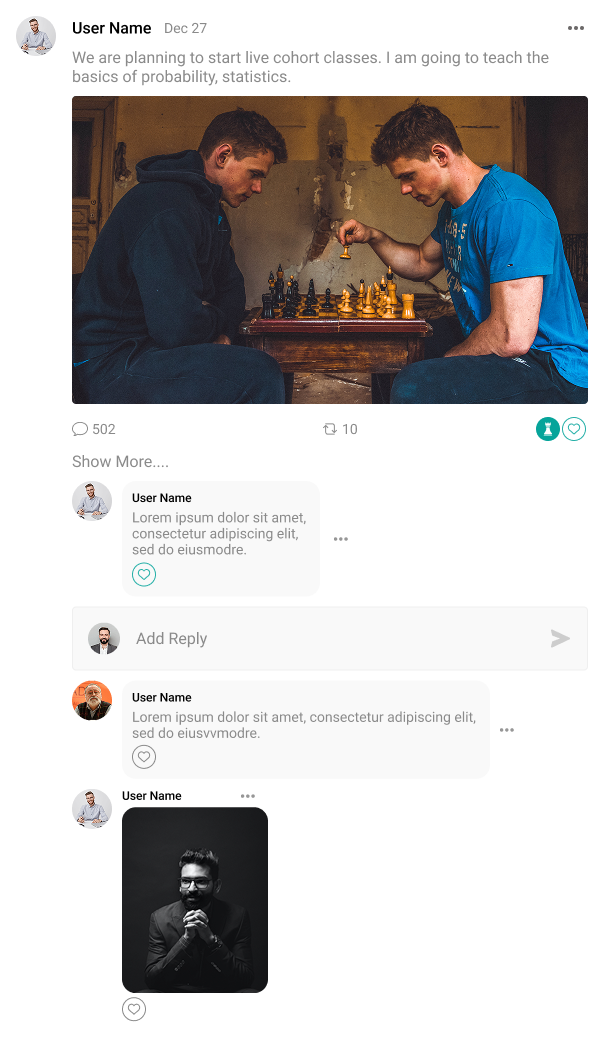 User Name Dec 27
We are planning to start live cohort classes. I am going to teach the
basics of probability, statistics.
502 10
Show More....
User Name
Lorem ipsum dolor sit amet,
consectetur adipiscing elit,
sed do eiusmodre.
Add Reply
User Name
Lorem ipsum dolor sit amet, consectetur adipiscing elit,
sed do eiusvvmodre.
User Name